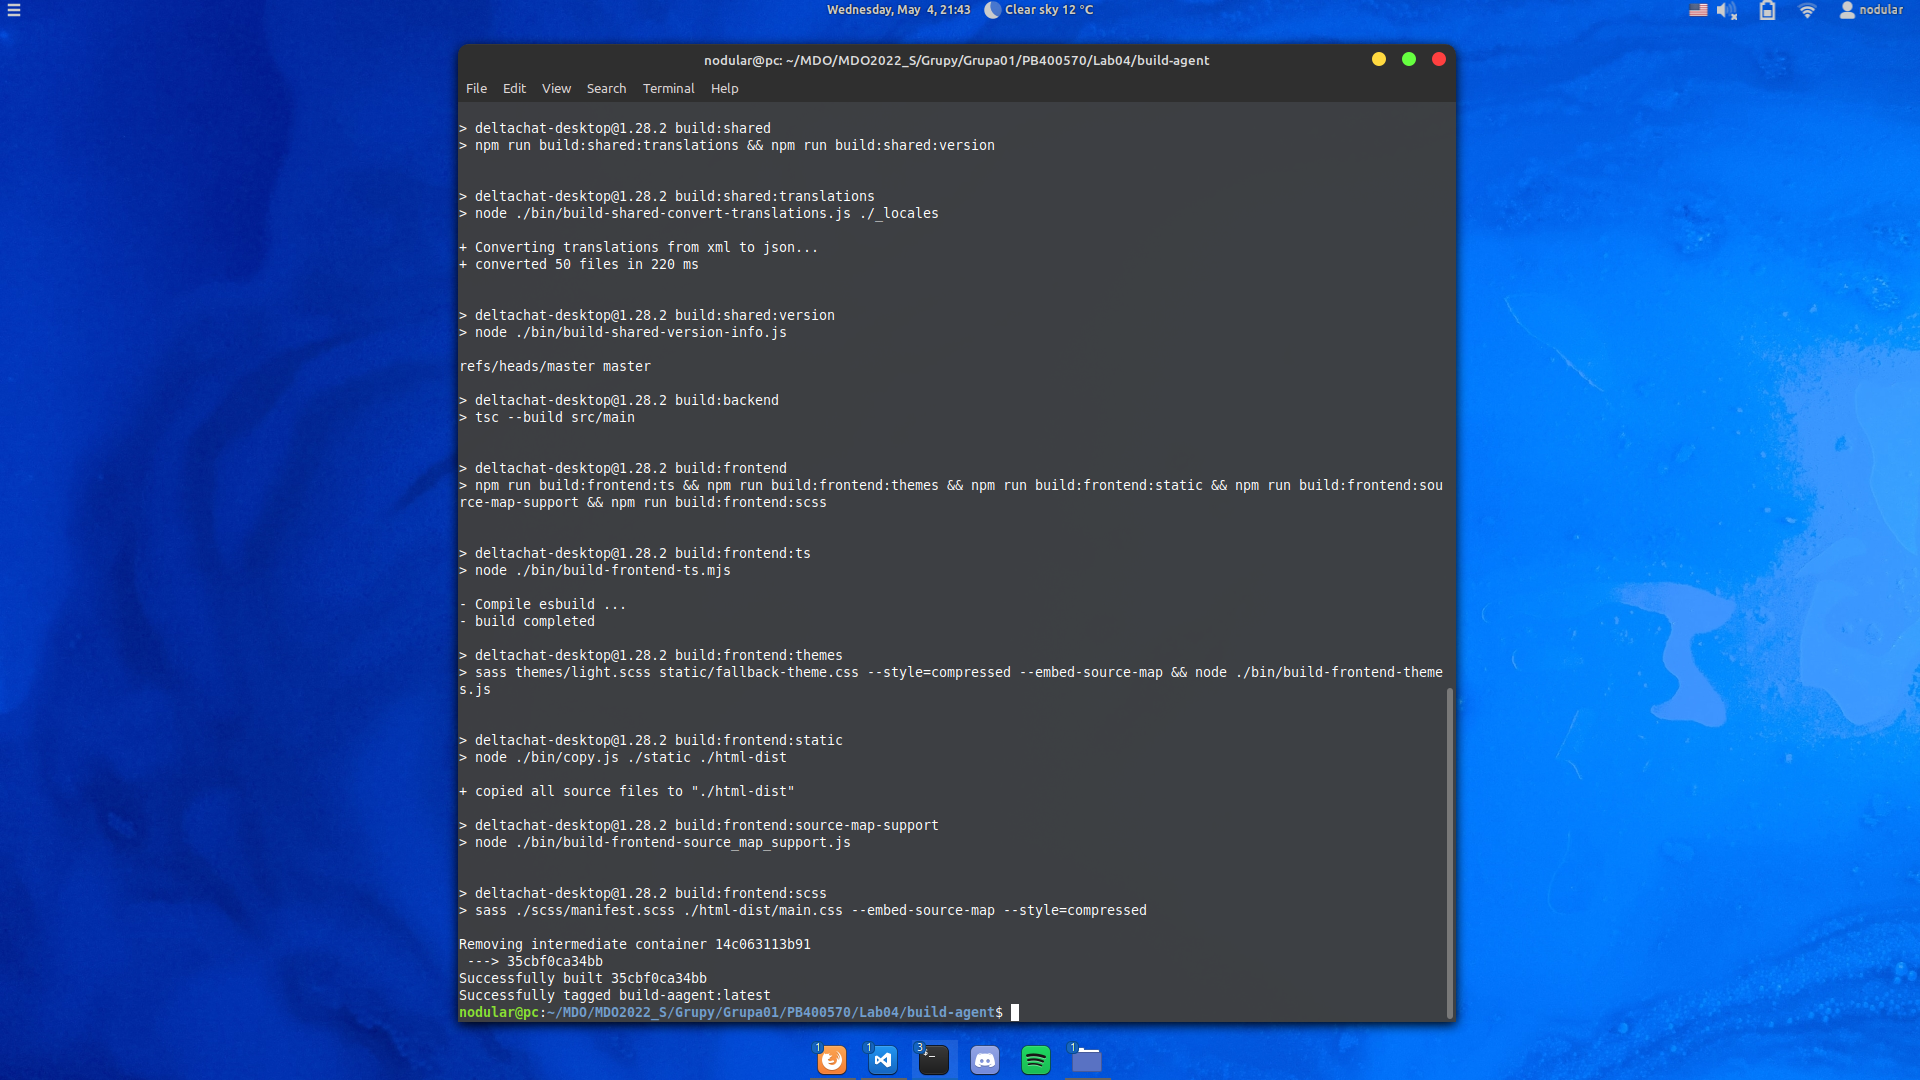 Wednesday, May  4, 21:43
Clear sky 12 °C
nodular
nodular@pc: ~/MDO/MDO2022_S/Grupy/Grupa01/PB400570/Lab04/build-agent
File Edit View Search Terminal Help
> deltachat-desktop@1.28.2 build:shared
> npm run build:shared:translations && npm run build:shared:version
> deltachat-desktop@1.28.2 build:shared:translations
> node ./bin/build-shared-convert-translations.js ./_locales
+ Converting translations from xml to json...
+ converted 50 files in 220 ms
> deltachat-desktop@1.28.2 build:shared:version
> node ./bin/build-shared-version-info.js
refs/heads/master master
> deltachat-desktop@1.28.2 build:backend
> tsc --build src/main
> deltachat-desktop@1.28.2 build:frontend
> npm run build:frontend:ts && npm run build:frontend:themes && npm run build:frontend:static && npm run build:frontend:sou
rce-map-support && npm run build:frontend:scss
> deltachat-desktop@1.28.2 build:frontend:ts
> node ./bin/build-frontend-ts.mjs
- Compile esbuild ...
- build completed
> deltachat-desktop@1.28.2 build:frontend:themes
> sass themes/light.scss static/fallback-theme.css --style=compressed --embed-source-map && node ./bin/build-frontend-theme
s.js
> deltachat-desktop@1.28.2 build:frontend:static
> node ./bin/copy.js ./static ./html-dist
+ copied all source files to "./html-dist"
> deltachat-desktop@1.28.2 build:frontend:source-map-support
> node ./bin/build-frontend-source_map_support.js
> deltachat-desktop@1.28.2 build:frontend:scss
> sass ./scss/manifest.scss ./html-dist/main.css --embed-source-map --style=compressed
Removing intermediate container 14c063113b91
 ---> 35cbf0ca34bb
Successfully built 35cbf0ca34bb
Successfully tagged build-aagent:latest
nodular@pc:~/MDO/MDO2022_S/Grupy/Grupa01/PB400570/Lab04/build-agent$
1 1 3 1